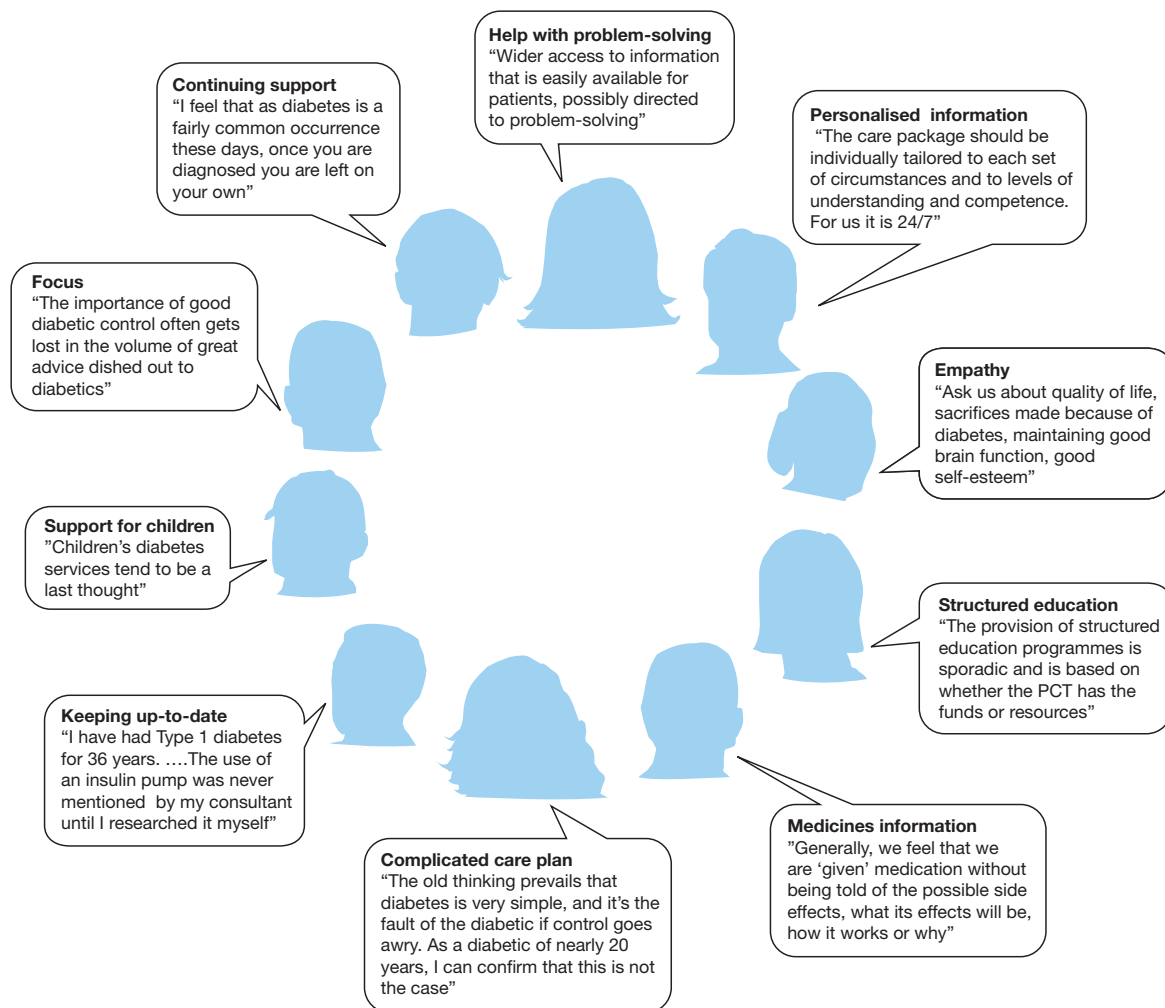 Help with problem-solving
“Wider access to information
that is easily available for
patients, possibly directed
to problem-solving”
Continuing support
“I feel that as diabetes is a
fairly common occurrence
these days, once you are
diagnosed you are left on
your own”
Personalised  information
“The care package should be
individually tailored to each set
of circumstances and to levels of
understanding and competence.
For us it is 24/7”
Focus
“The importance of good
diabetic control often gets
lost in the volume of great
advice dished out to
diabetics”
Empathy
“Ask us about quality of life,
sacrifices made because of
diabetes, maintaining good
brain function, good
self-esteem”
Support for children
”Children’s diabetes
services tend to be a
last thought”
Structured education
“The provision of structured
education programmes is
sporadic and is based on
whether the PCT has the
funds or resources”
Keeping up-to-date
“I have had Type 1 diabetes
for 36 years. ….The use of
an insulin pump was never
mentioned  by my consultant
until I researched it myself”
Complicated care plan
“The old thinking prevails that
diabetes is very simple, and it’s the
fault of the diabetic if control goes
awry. As a diabetic of nearly 20
years, I can confirm that this is not
the case”
Medicines information
”Generally, we feel that we
are ‘given’ medication without
being told of the possible side
effects, what its effects will be,
how it works or why”